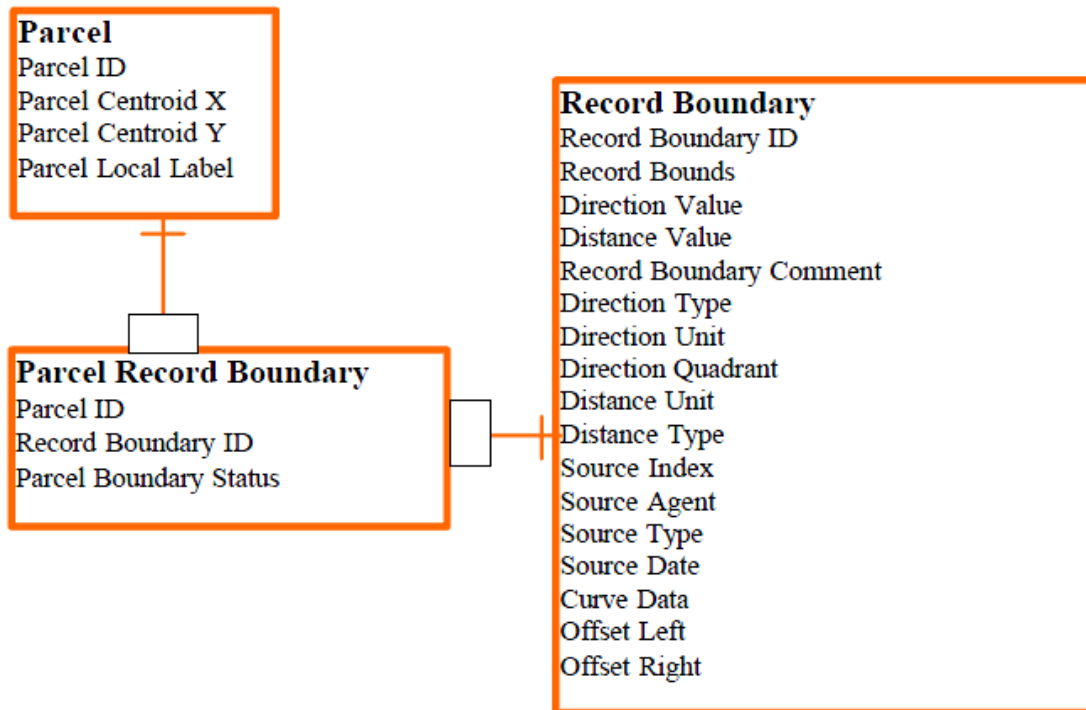 Parcel
Parcel ID
Parcel Centroid X
Parcel Centroid Y
Parcel Local Label
Parcel Record Boundary
Parcel ID
Record Boundary ID
Parcel Boundary Status
Record Boundary
Record Boundary ID
Record Bounds
Direction Value
Distance Value
Record Boundary Comment
Direction Type
Direction Unit
Direction Quadrant
Distance Unit
Distance Type
Source Index
Source Agent
Source Type
Source Date
Curve Data
Offset Left
Offset Right